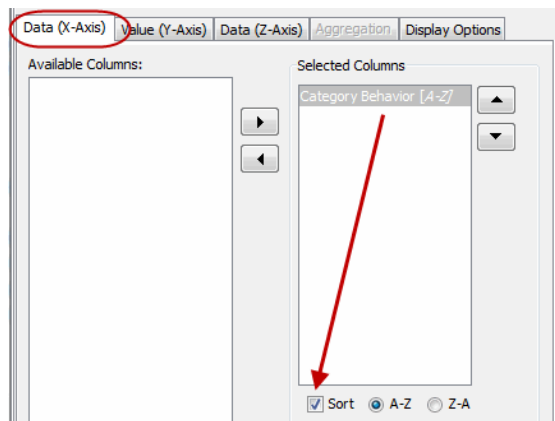 Data (X-Axis) Value (Y-Axis) Data (Z-Axis) Aggregation Display Options
Available Columns: Selected Columns
Category Behavior [A-Z]
Sort A-Z Z-A